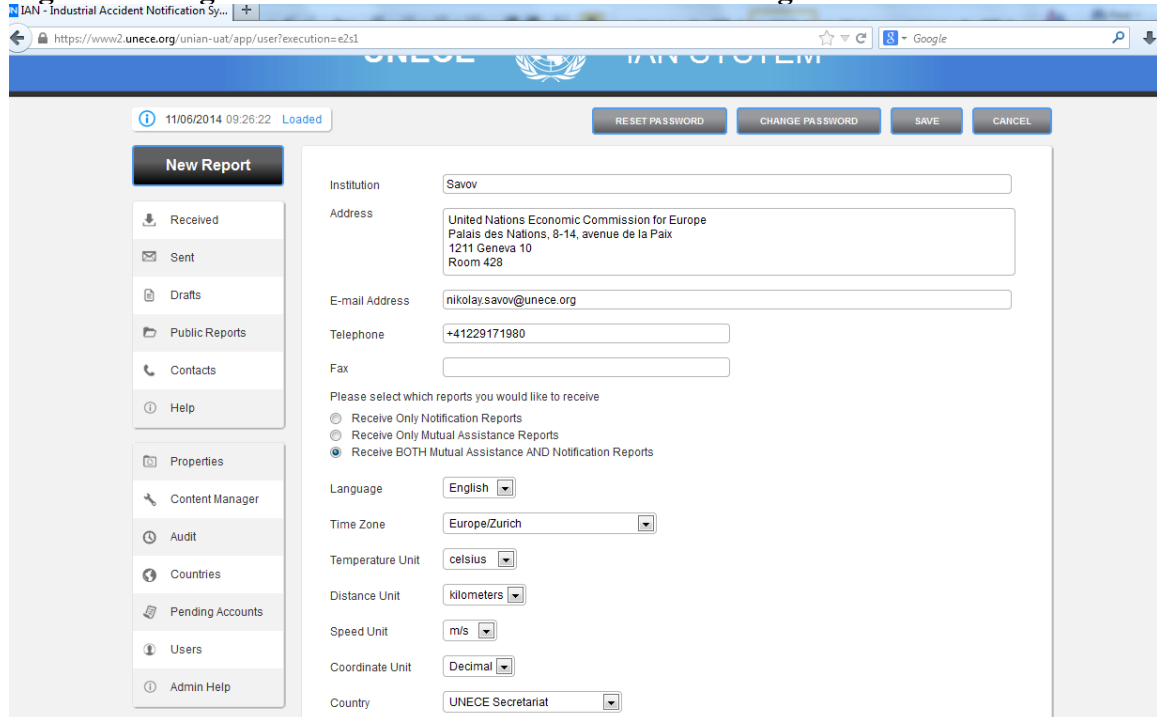 IAN - Industrial Accident Notification Sy...
https://www2.unece.org/unian-uat/app/user?execution=e2s1
Google
UNECE IAN SYSTEM
11/06/2014 09:26:22 Loaded
RESET PASSWORD CHANGE PASSWORD SAVE CANCEL
New Report
Received
Sent
Drafts
Public Reports
Contacts
Help
Properties
Content Manager
Audit
Countries
Pending Accounts
Users
Admin Help
Institution Savov
Address United Nations Economic Commission for Europe
Palais des Nations, 8-14, avenue de la Paix
1211 Geneva 10
Room 428
E-mail Address nikolay.savov@unece.org
Telephone +41229171980
Fax
Please select which reports you would like to receive
Receive Only Notification Reports
Receive Only Mutual Assistance Reports
Receive BOTH Mutual Assistance AND Notification Reports
Language English
Time Zone Europe/Zurich
Temperature Unit celsius
Distance Unit kilometers
Speed Unit m/s
Coordinate Unit Decimal
Country UNECE Secretariat